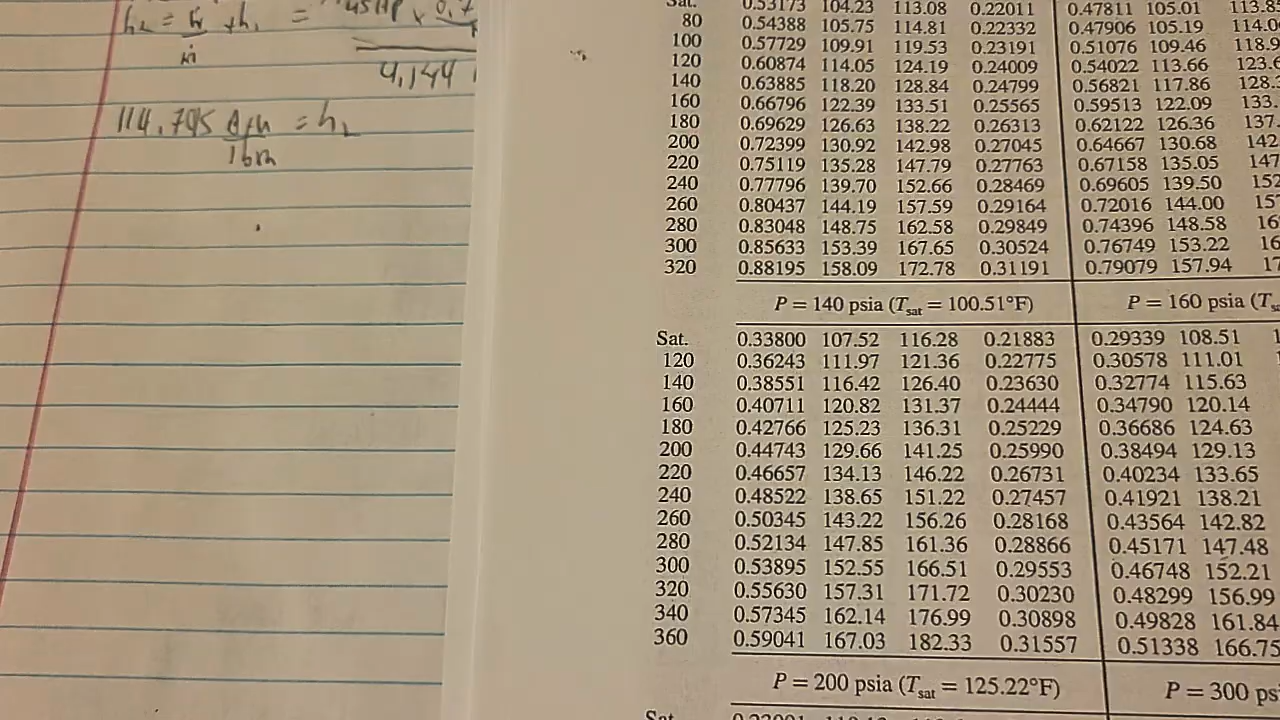 h₂ = Ẇ/ṁ + h₁ =
4,144
114.795 Btu/lbm = h₂
Sat. 0.53173 104.23 113.08 0.22011 0.47811 105.01
80 0.54388 105.75 114.81 0.22332 0.47906 105.19
100 0.57729 109.91 119.53 0.23191 0.51076 109.46
120 0.60874 114.05 124.19 0.24009 0.54022 113.66
140 0.63885 118.20 128.84 0.24799 0.56821 117.86
160 0.66796 122.39 133.51 0.25565 0.59513 122.09
180 0.69629 126.63 138.22 0.26313 0.62122 126.36
200 0.72399 130.92 142.98 0.27045 0.64667 130.68
220 0.75119 135.28 147.79 0.27763 0.67158 135.05
240 0.77796 139.70 152.66 0.28469 0.69605 139.50
260 0.80437 144.19 157.59 0.29164 0.72016 144.00
280 0.83048 148.75 162.58 0.29849 0.74396 148.58
300 0.85633 153.39 167.65 0.30524 0.76749 153.22
320 0.88195 158.09 172.78 0.31191 0.79079 157.94
P = 140 psia (Tsat = 100.51°F) P = 160 psia (T
Sat. 0.33800 107.52 116.28 0.21883 0.29339 108.51
120 0.36243 111.97 121.36 0.22775 0.30578 111.01
140 0.38551 116.42 126.40 0.23630 0.32774 115.63
160 0.40711 120.82 131.37 0.24444 0.34790 120.14
180 0.42766 125.23 136.31 0.25229 0.36686 124.63
200 0.44743 129.66 141.25 0.25990 0.38494 129.13
220 0.46657 134.13 146.22 0.26731 0.40234 133.65
240 0.48522 138.65 151.22 0.27457 0.41921 138.21
260 0.50345 143.22 156.26 0.28168 0.43564 142.82
280 0.52134 147.85 161.36 0.28866 0.45171 147.48
300 0.53895 152.55 166.51 0.29553 0.46748 152.21
320 0.55630 157.31 171.72 0.30230 0.48299 156.99
340 0.57345 162.14 176.99 0.30898 0.49828 161.84
360 0.59041 167.03 182.33 0.31557 0.51338 166.75
P = 200 psia (Tsat = 125.22°F) P = 300 psi
Sat.